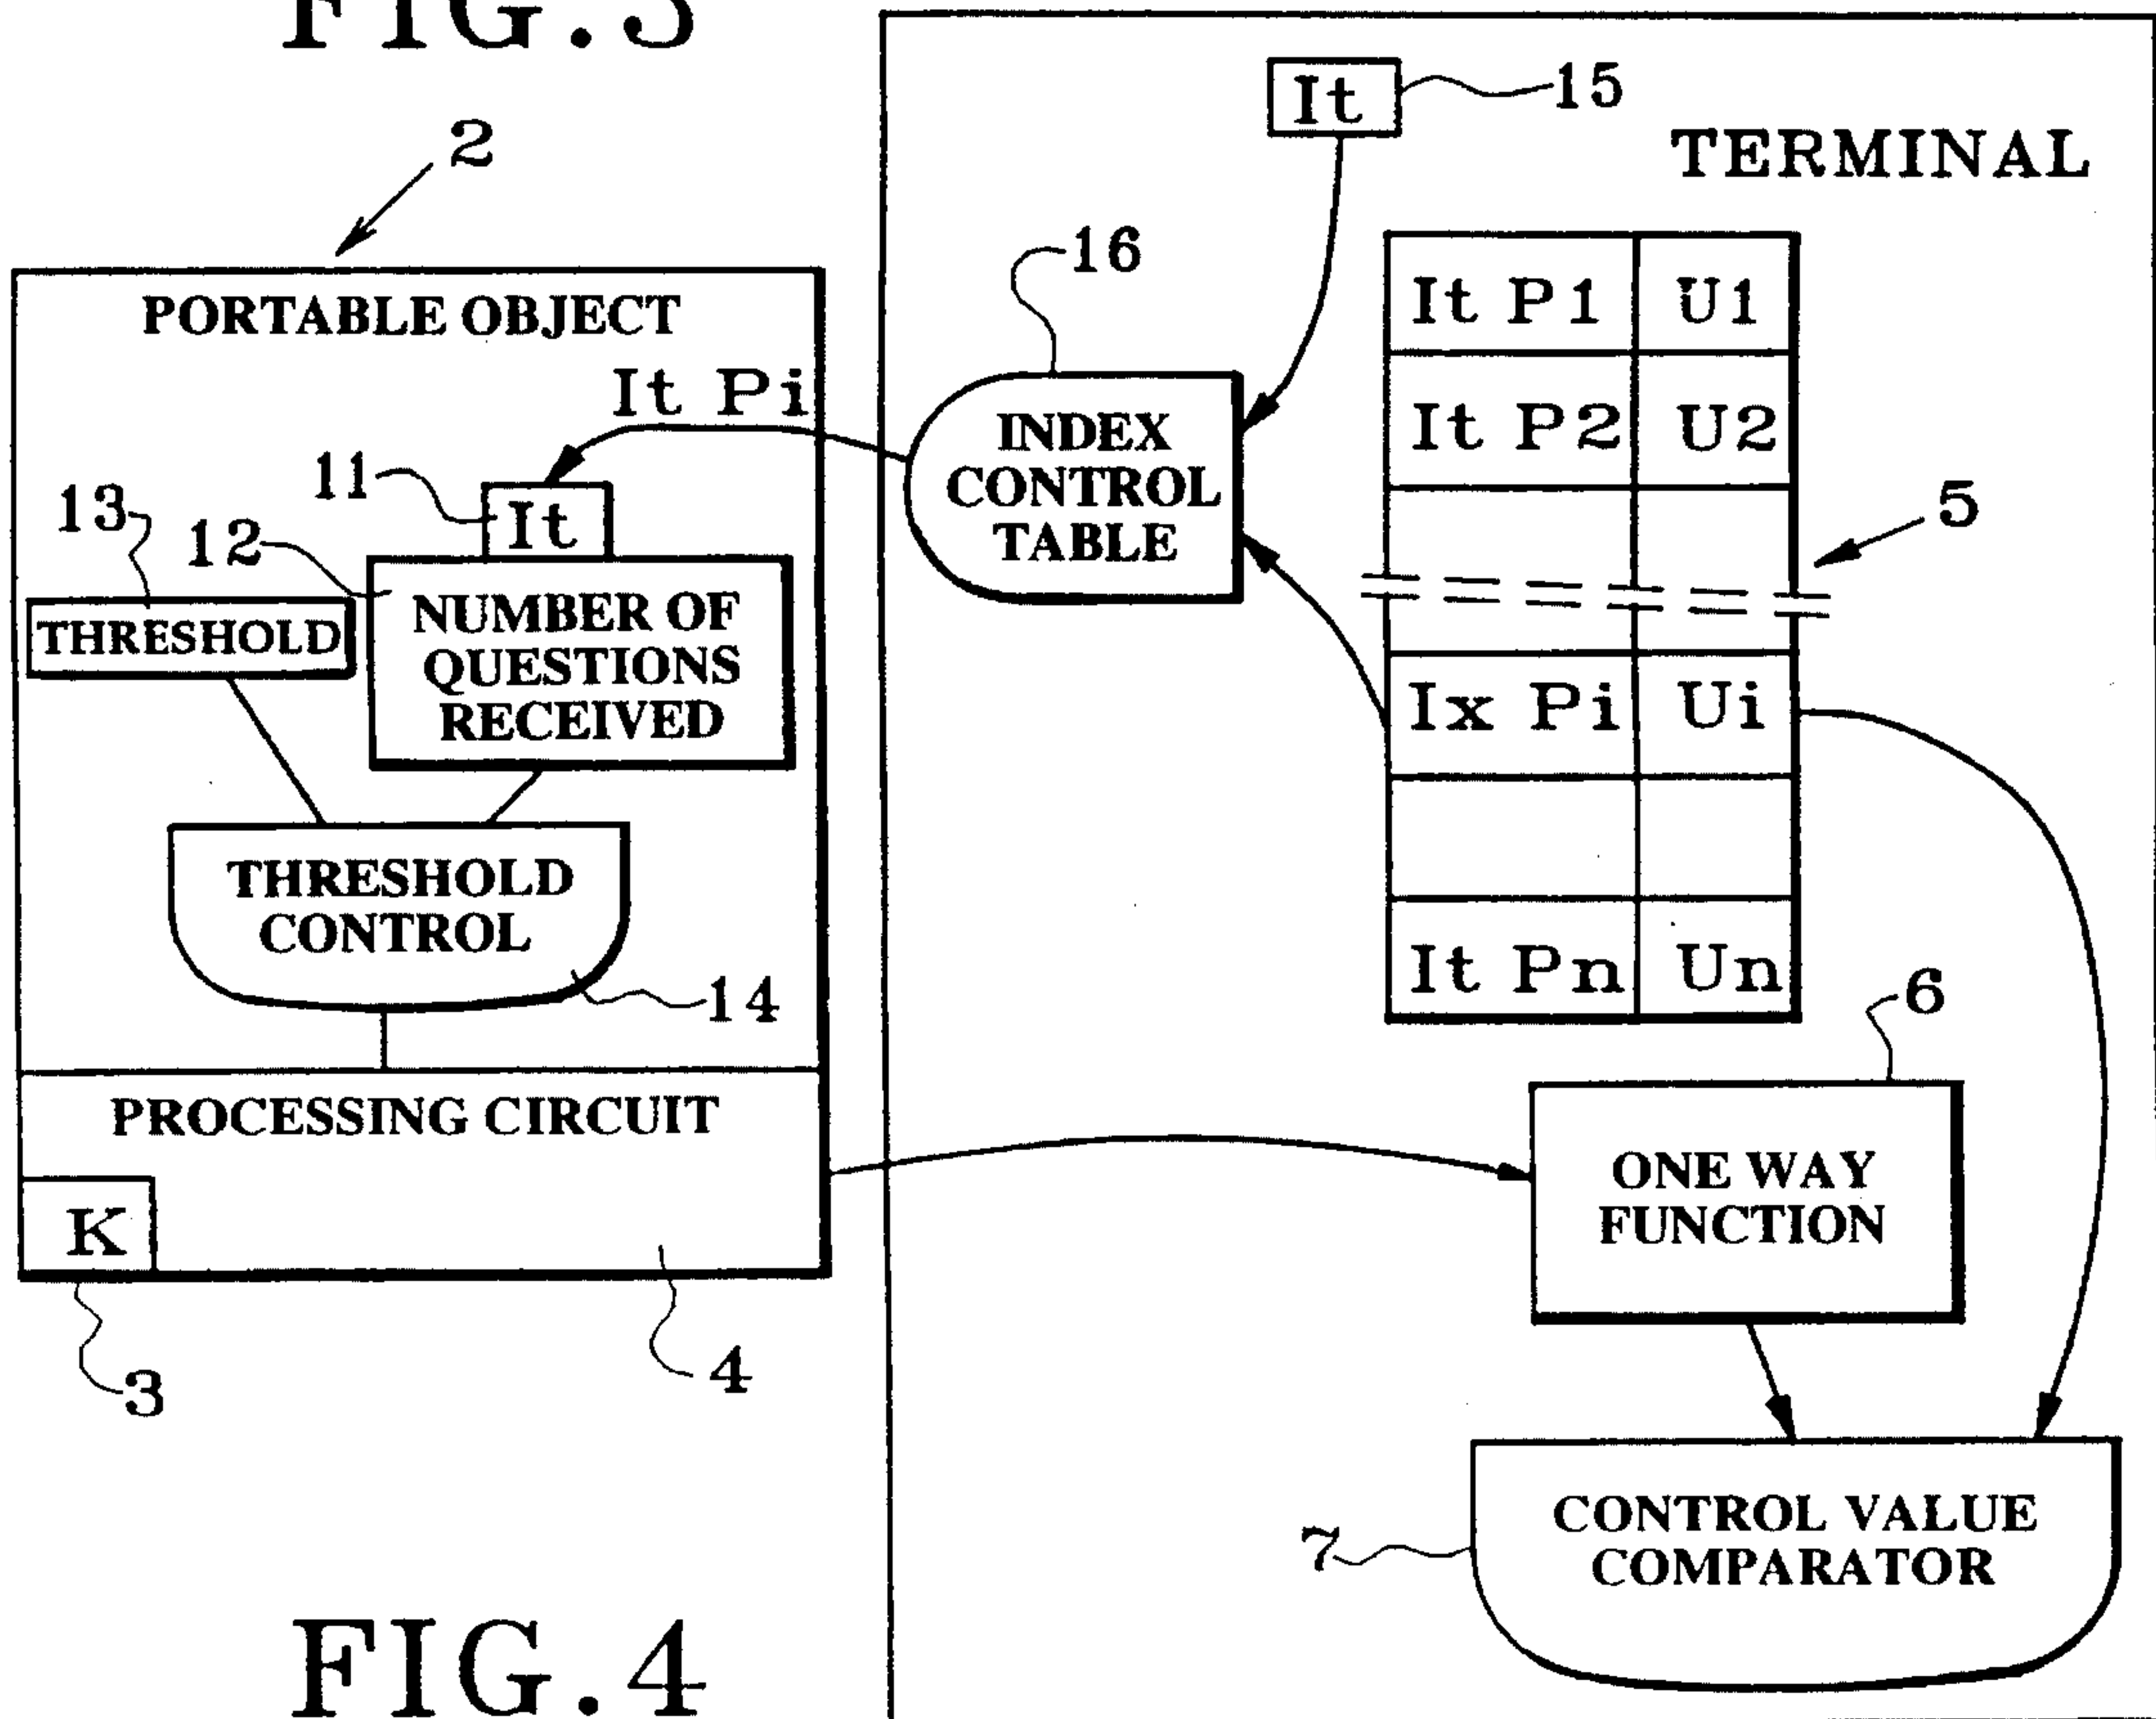 FIG.3
2
PORTABLE OBJECT
It Pi
11
It
13
12
THRESHOLD
NUMBER OF
QUESTIONS
RECEIVED
THRESHOLD
CONTROL
14
PROCESSING CIRCUIT
K
3
4
It
15
TERMINAL
16
INDEX
CONTROL
TABLE
It P1 U1
It P2 U2
5
Ix Pi Ui
It Pn Un
6
ONE WAY
FUNCTION
7
CONTROL VALUE
COMPARATOR
FIG.4